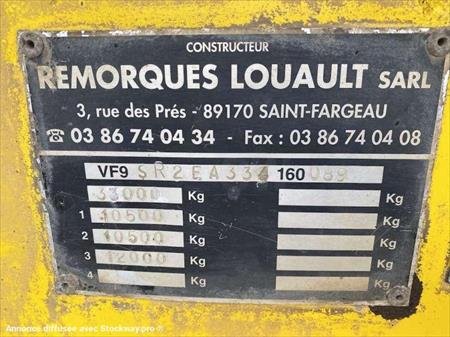 CONSTRUCTEUR
REMORQUES LOUAULT SARL
3, rue des Prés - 89170 SAINT-FARGEAU
☎ 03 86 74 04 34 - Fax : 03 86 74 04 08
VF9 SR2EA334 160 089
33000 Kg Kg
1 10500 Kg Kg
2 10500 Kg Kg
3 12000 Kg Kg
4 Kg Kg
Annonce diffusée avec Stockway.pro ®